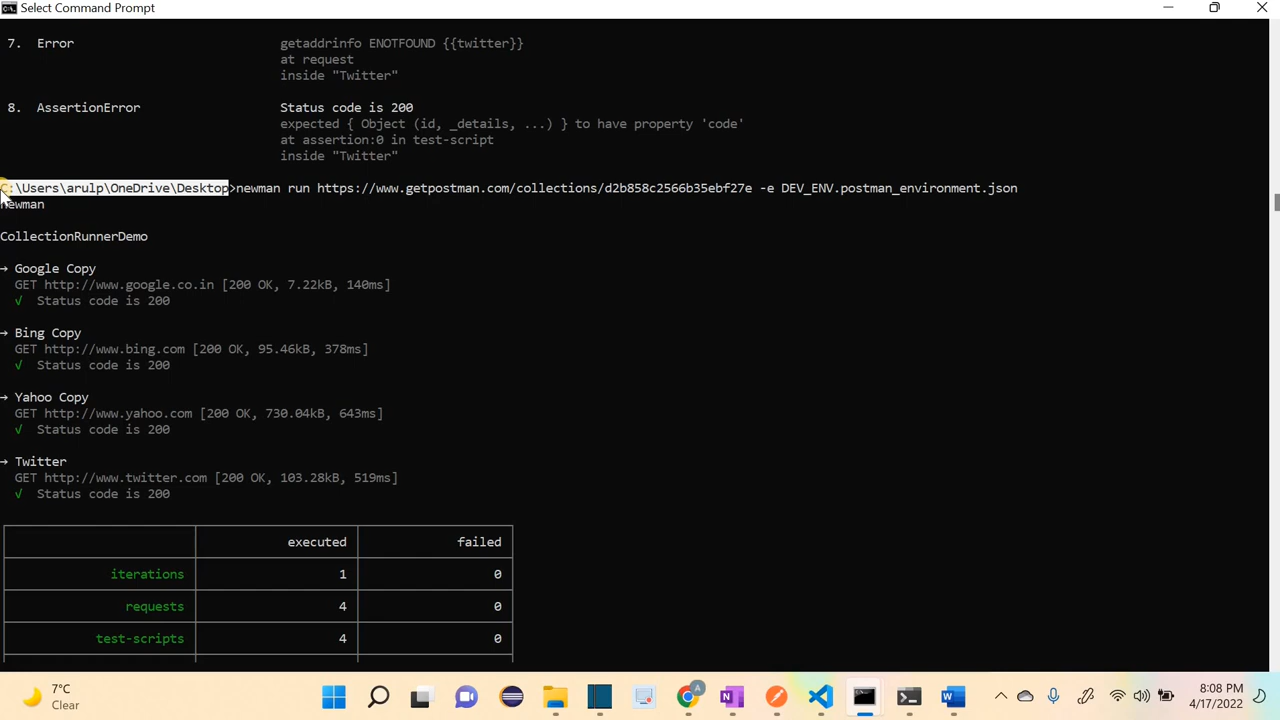 Select Command Prompt
7. Error getaddrinfo ENOTFOUND {{twitter}}
at request
inside "Twitter"
8. AssertionError Status code is 200
expected { Object (id, _details, ...) } to have property 'code'
at assertion:0 in test-script
inside "Twitter"
C:\Users\arulp\OneDrive\Desktop>newman run https://www.getpostman.com/collections/d2b858c2566b35ebf27e -e DEV_ENV.postman_environment.json
newman
CollectionRunnerDemo
→ Google Copy
GET http://www.google.co.in [200 OK, 7.22kB, 140ms]
√ Status code is 200
→ Bing Copy
GET http://www.bing.com [200 OK, 95.46kB, 378ms]
√ Status code is 200
→ Yahoo Copy
GET http://www.yahoo.com [200 OK, 730.04kB, 643ms]
√ Status code is 200
→ Twitter
GET http://www.twitter.com [200 OK, 103.28kB, 519ms]
√ Status code is 200
executed failed
iterations 1 0
requests 4 0
test-scripts 4 0
7°C
Clear
8:08 PM
4/17/2022